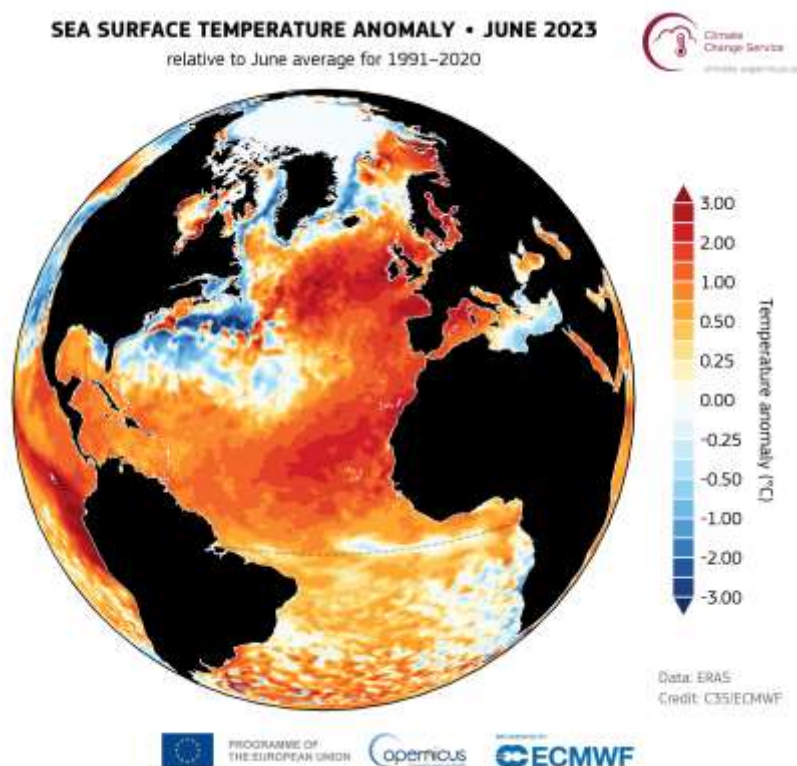 SEA SURFACE TEMPERATURE ANOMALY • JUNE 2023
relative to June average for 1991–2020
Climate
Change Service
3.00
2.00
1.00
0.50
0.25
0.00
-0.25
-0.50
-1.00
-2.00
-3.00
Temperature anomaly (°C)
Data: ERA5
Credit: C3S/ECMWF
PROGRAMME OF
THE EUROPEAN UNION
opernicus
IMPLEMENTED BY
ECMWF